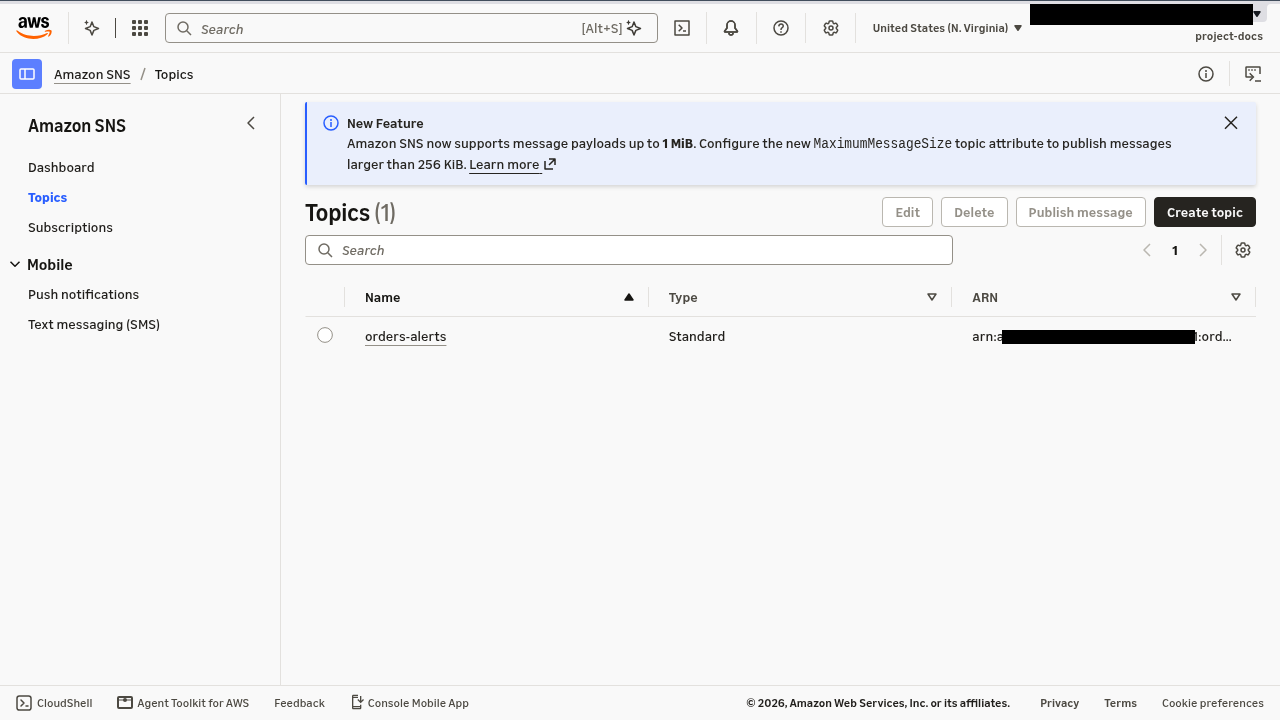 aws
Search [Alt+S]
United States (N. Virginia)
project-docs
Amazon SNS / Topics
Amazon SNS
Dashboard
Topics
Subscriptions
Mobile
Push notifications
Text messaging (SMS)
New Feature
Amazon SNS now supports message payloads up to 1 MiB. Configure the new MaximumMessageSize topic attribute to publish messages
larger than 256 KiB. Learn more
Topics (1)
Edit
Delete
Publish message
Create topic
Search
1
Name Type ARN
orders-alerts Standard arn:a :ord...
CloudShell Agent Toolkit for AWS Feedback Console Mobile App © 2026, Amazon Web Services, Inc. or its affiliates. Privacy Terms Cookie preferences